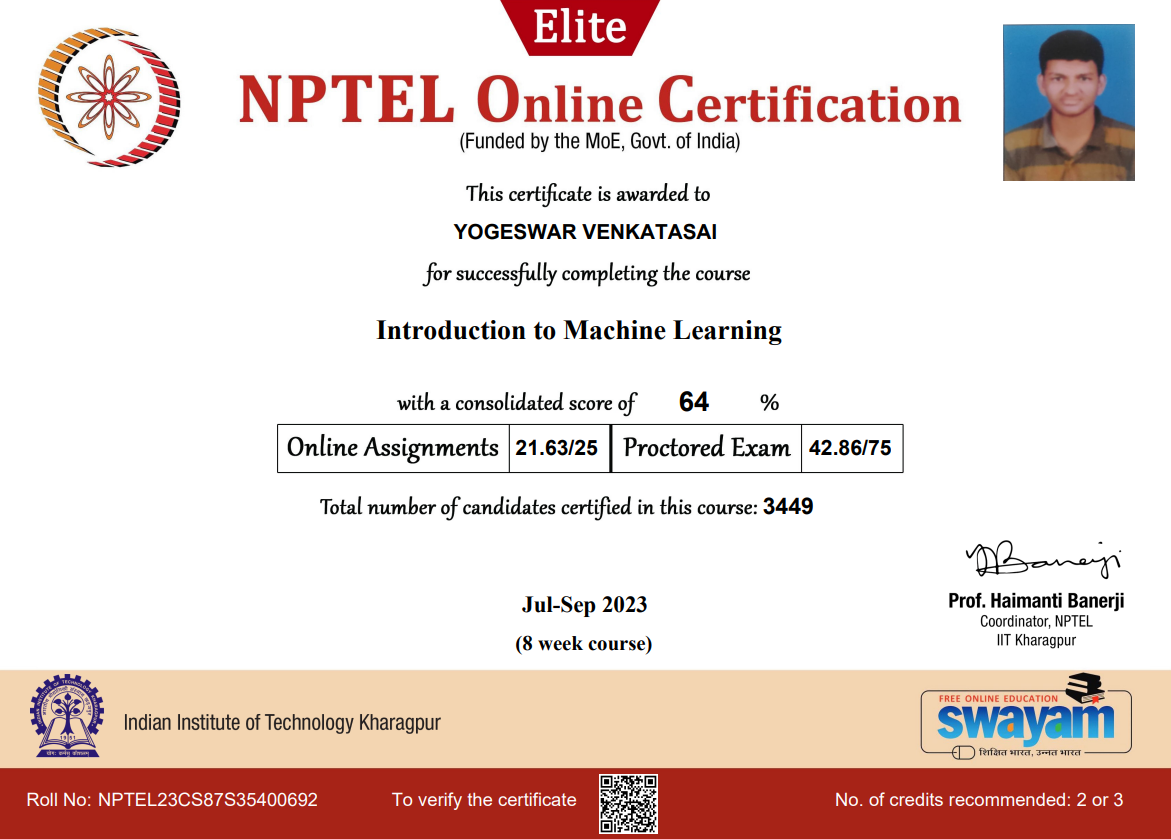 Elite
NPTEL Online Certification
(Funded by the MoE, Govt. of India)
This certificate is awarded to
YOGESWAR VENKATASAI
for successfully completing the course
Introduction to Machine Learning
with a consolidated score of 64 %
Online Assignments 21.63/25 Proctored Exam 42.86/75
Total number of candidates certified in this course: 3449
Jul-Sep 2023
(8 week course)
Prof. Haimanti Banerji
Coordinator, NPTEL
IIT Kharagpur
Indian Institute of Technology Kharagpur
FREE ONLINE EDUCATION
swayam
शिक्षित भारत, उन्नत भारत
Roll No: NPTEL23CS87S35400692
To verify the certificate
No. of credits recommended: 2 or 3